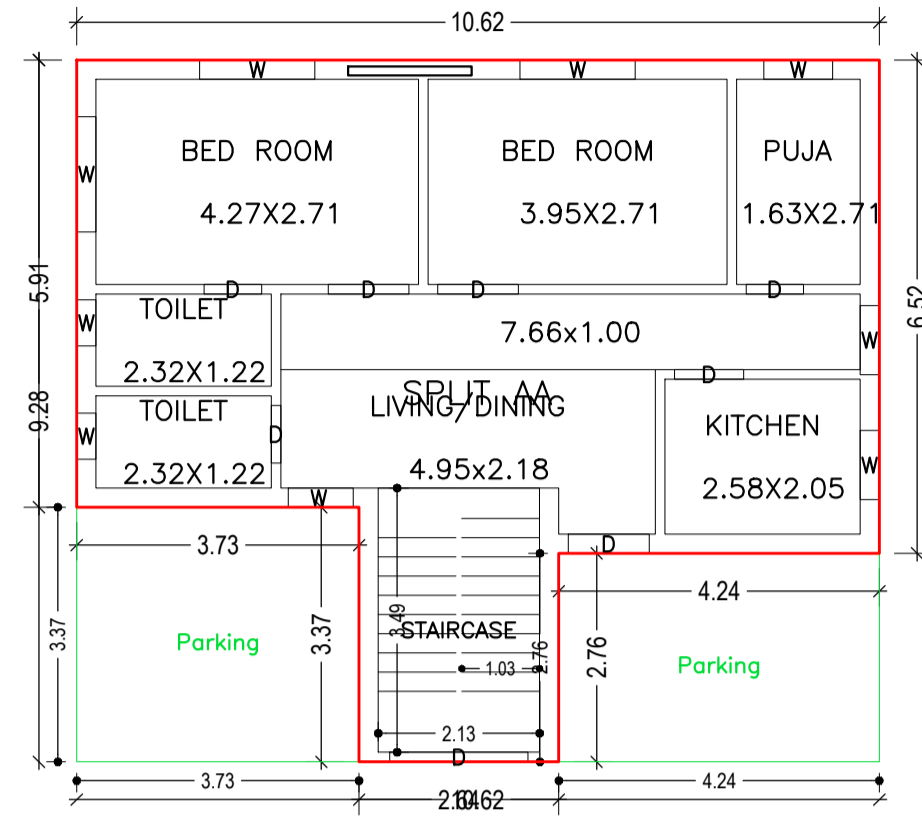 10.62
W
W
W
BED ROOM
BED ROOM
PUJA
W
4.27X2.71
3.95X2.71
1.63X2.71
5.91
6.52
D
D
D
D
TOILET
W
7.66x1.00
W
2.32X1.22
D
9.28
SPLIT AA
LIVING/DINING
TOILET
KITCHEN
W
D
4.95x2.18
W
2.32X1.22
2.58X2.05
W
D
3.73
4.24
3.37
3.37
3.49
STAIRCASE
2.76
2.76
Parking
Parking
1.03
2.13
D
3.73
4.24
10.62